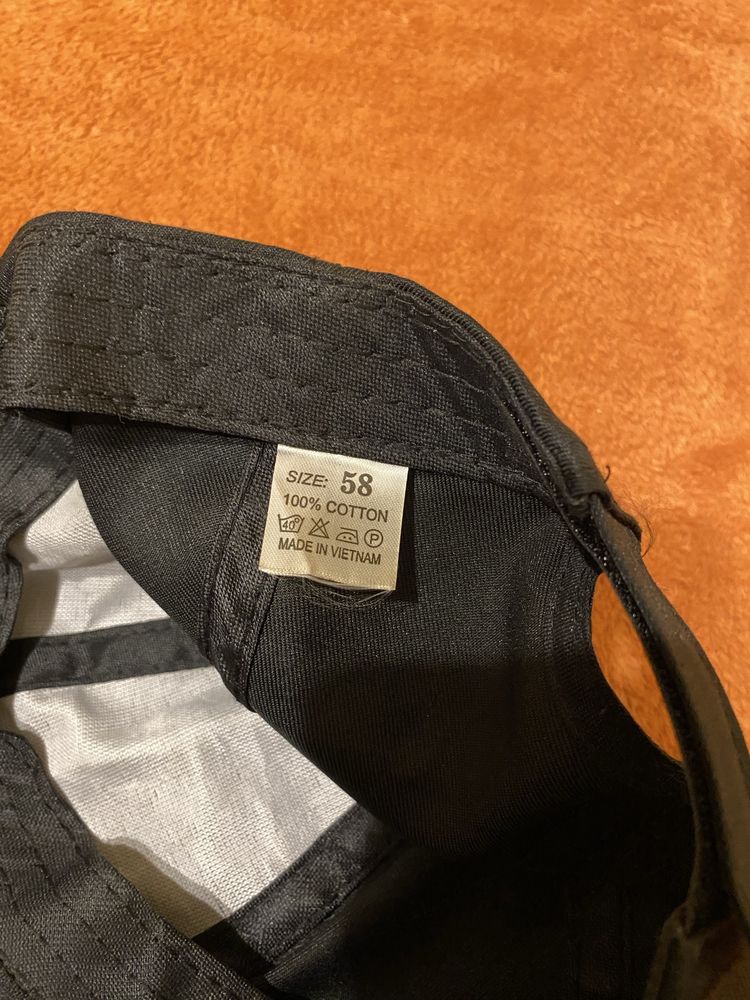 SIZE: 58
100% COTTON
40° P
MADE IN VIETNAM